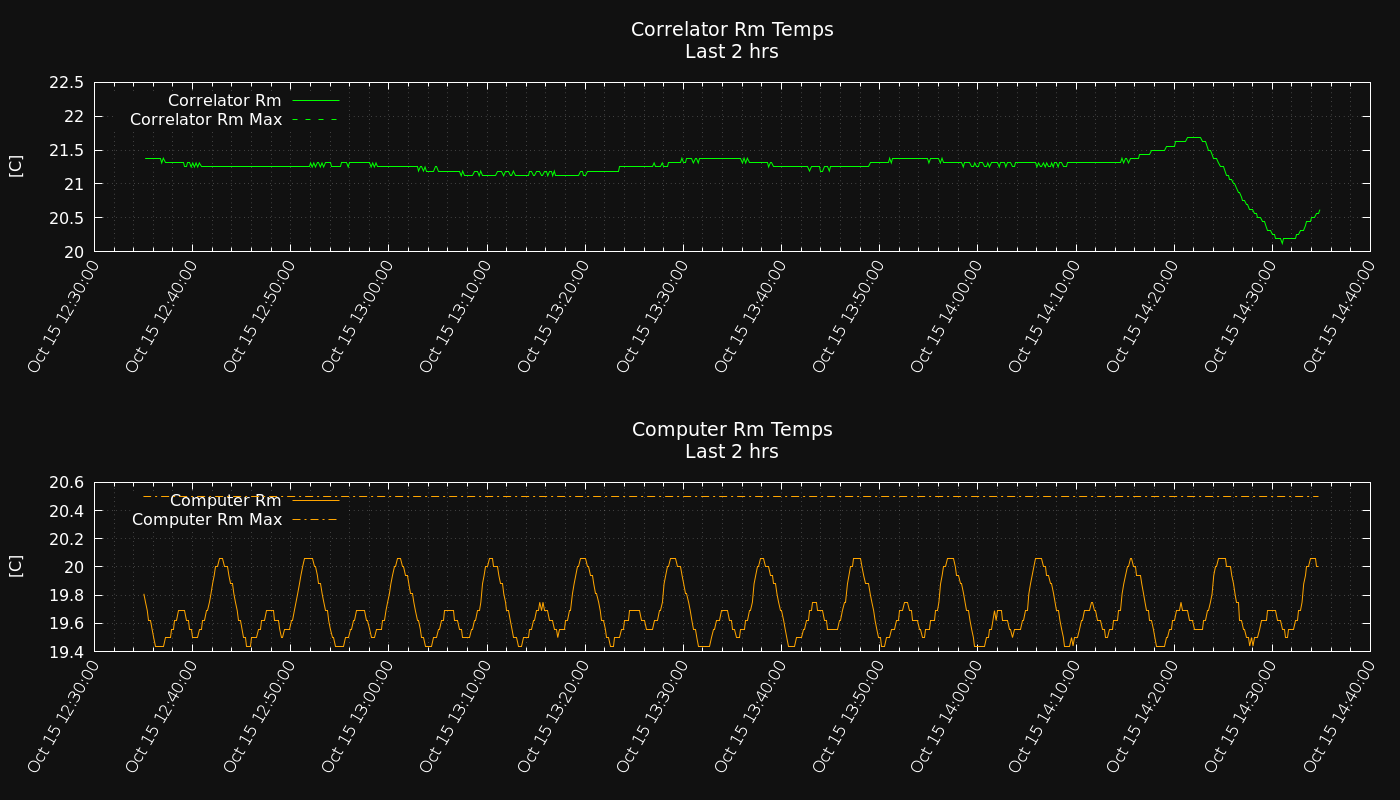 Correlator Rm Temps
Last 2 hrs
22.5
22
21.5
21
20.5
20
[C]
Correlator Rm
Correlator Rm Max
Oct 15 12:30:00
Oct 15 12:40:00
Oct 15 12:50:00
Oct 15 13:00:00
Oct 15 13:10:00
Oct 15 13:20:00
Oct 15 13:30:00
Oct 15 13:40:00
Oct 15 13:50:00
Oct 15 14:00:00
Oct 15 14:10:00
Oct 15 14:20:00
Oct 15 14:30:00
Oct 15 14:40:00
Computer Rm Temps
Last 2 hrs
20.6
20.4
20.2
20
19.8
19.6
19.4
[C]
Computer Rm
Computer Rm Max
Oct 15 12:30:00
Oct 15 12:40:00
Oct 15 12:50:00
Oct 15 13:00:00
Oct 15 13:10:00
Oct 15 13:20:00
Oct 15 13:30:00
Oct 15 13:40:00
Oct 15 13:50:00
Oct 15 14:00:00
Oct 15 14:10:00
Oct 15 14:20:00
Oct 15 14:30:00
Oct 15 14:40:00